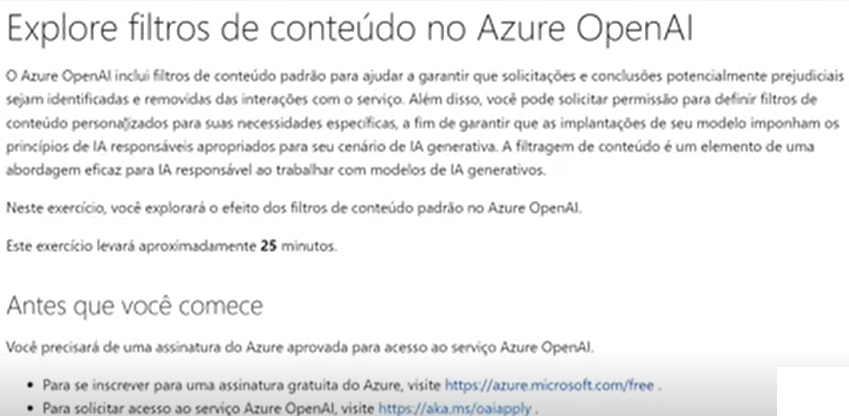 Explore filtros de conteúdo no Azure OpenAI
O Azure OpenAI inclui filtros de conteúdo padrão para ajudar a garantir que solicitações e conclusões potencialmente prejudiciais
sejam identificadas e removidas das interações com o serviço. Além disso, você pode solicitar permissão para definir filtros de
conteúdo personalizados para suas necessidades específicas, a fim de garantir que as implantações de seu modelo imponham os
princípios de IA responsáveis apropriados para seu cenário de IA generativa. A filtragem de conteúdo é um elemento de uma
abordagem eficaz para IA responsável ao trabalhar com modelos de IA generativos.
Neste exercício, você explorará o efeito dos filtros de conteúdo padrão no Azure OpenAI.
Este exercício levará aproximadamente 25 minutos.
Antes que você comece
Você precisará de uma assinatura do Azure aprovada para acesso ao serviço Azure OpenAI.
• Para se inscrever para uma assinatura gratuita do Azure, visite https://azure.microsoft.com/free .
• Para solicitar acesso ao serviço Azure OpenAI, visite https://aka.ms/oaiapply .